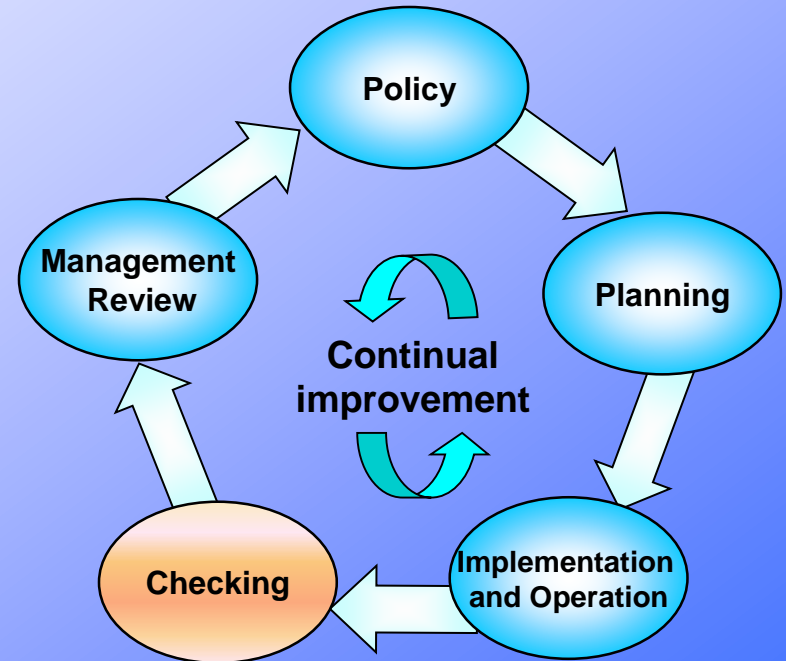 Policy
Planning
Implementation
and Operation
Checking
Management
Review
Continual
improvement